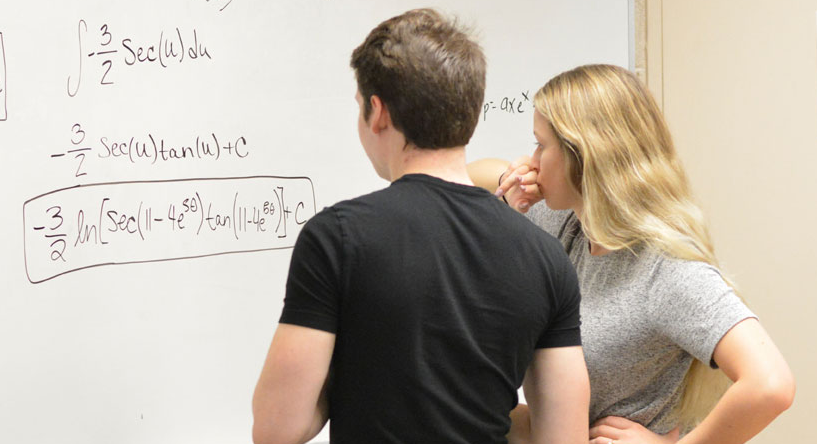 ∫ -3/2 Sec(u)du
-3/2 Sec(u)tan(u)+C
-3/2 ln[Sec(11-4e^5θ)tan(11-4e^5θ)]+C
p=axe^x